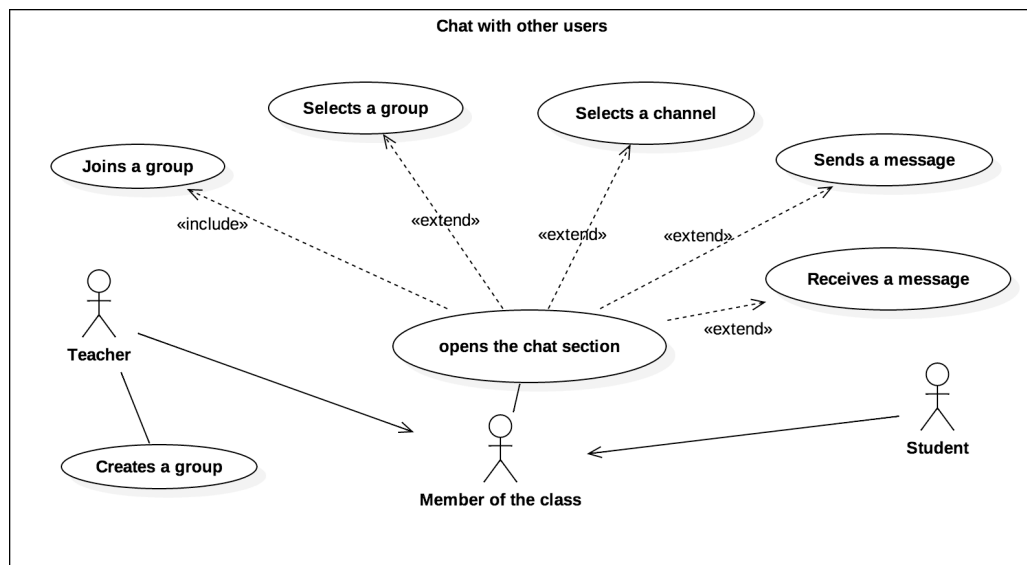 Chat with other users
Selects a group
Selects a channel
Joins a group
Sends a message
«include»
«extend»
«extend»
«extend»
Receives a message
«extend»
opens the chat section
Teacher
Student
Creates a group
Member of the class